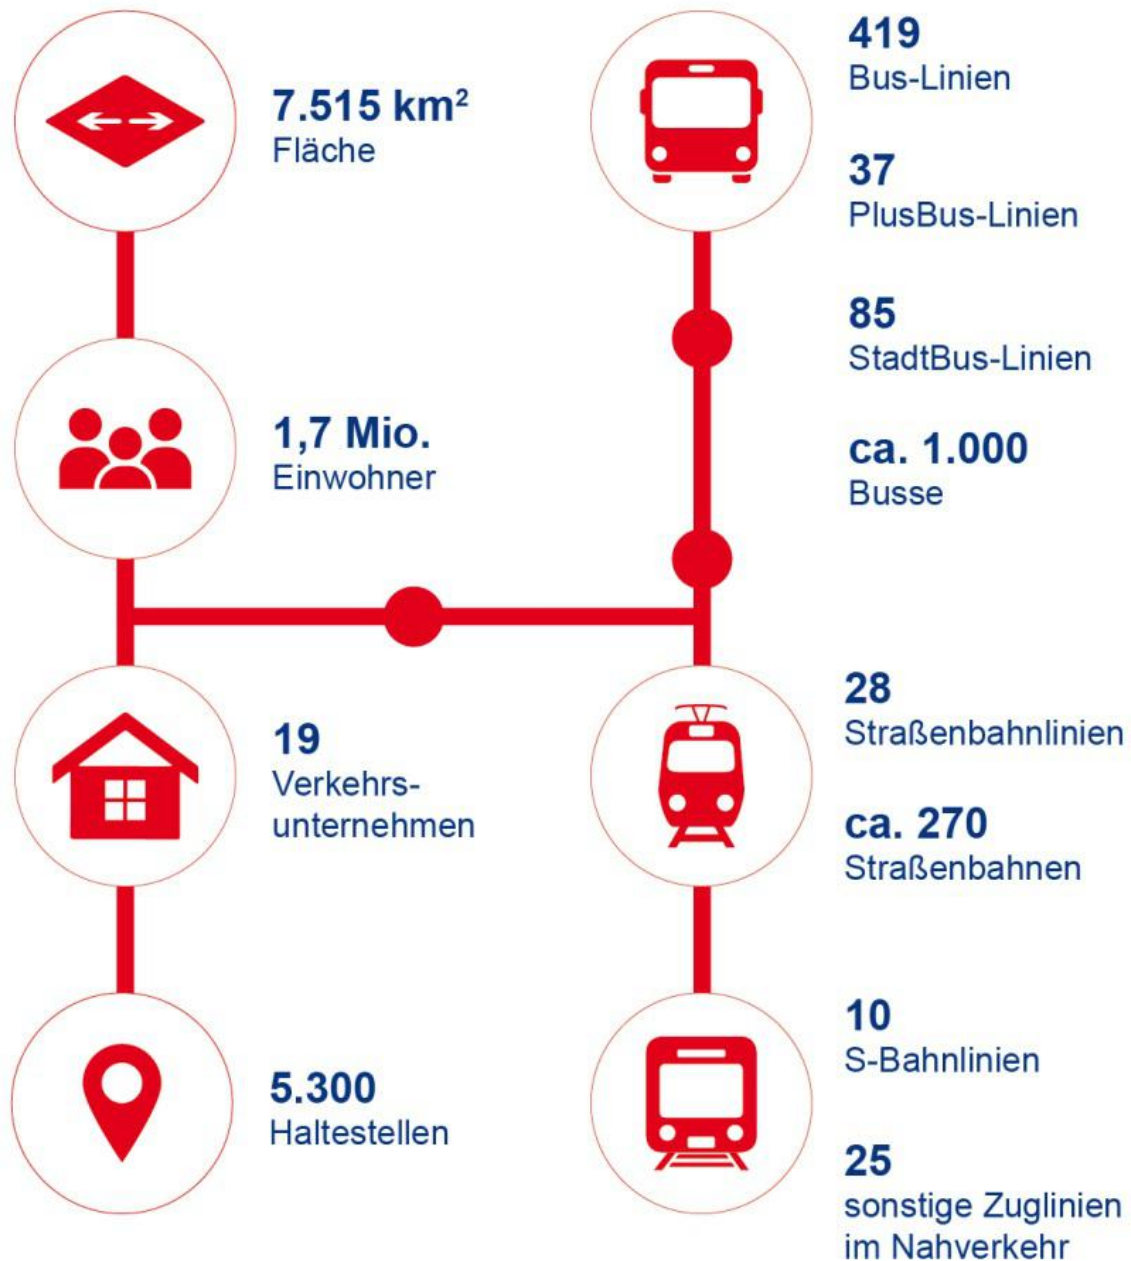 7.515 km²
Fläche
1,7 Mio.
Einwohner
19
Verkehrs-
unternehmen
5.300
Haltestellen
419
Bus-Linien
37
PlusBus-Linien
85
StadtBus-Linien
ca. 1.000
Busse
28
Straßenbahnlinien
ca. 270
Straßenbahnen
10
S-Bahnlinien
25
sonstige Zuglinien
im Nahverkehr